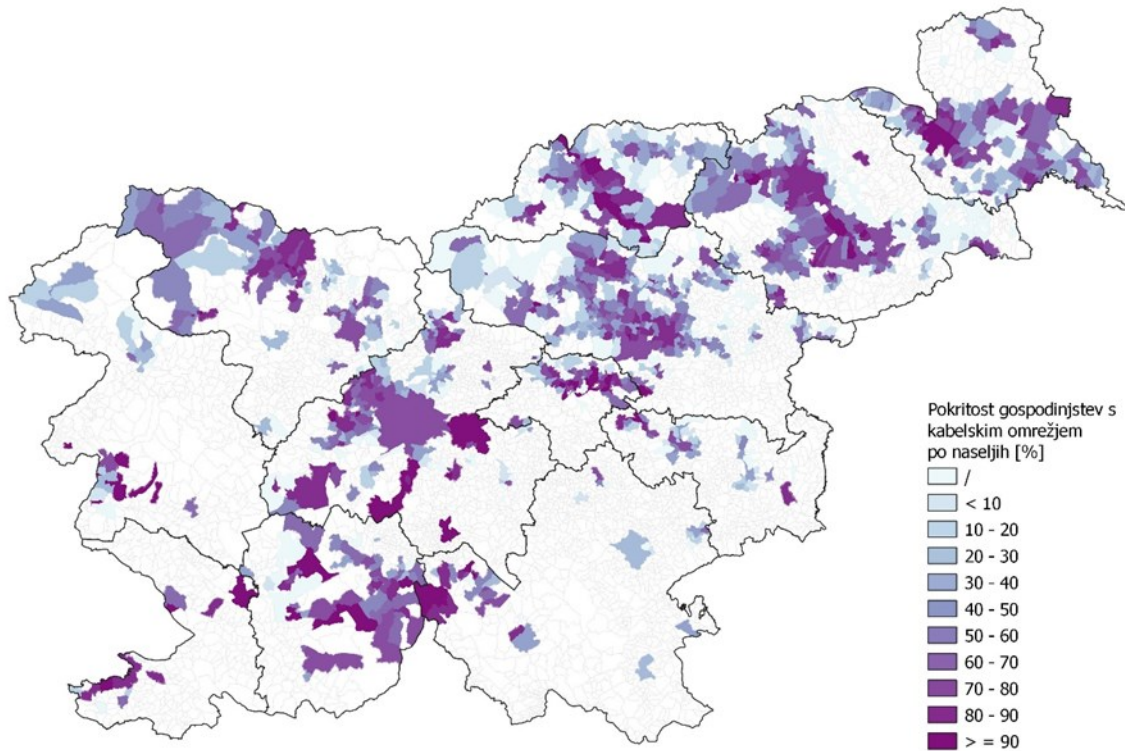 Pokritost gospodinjstev s
kabelskim omrežjem
po naseljih [%]
/
< 10
10 - 20
20 - 30
30 - 40
40 - 50
50 - 60
60 - 70
70 - 80
80 - 90
> = 90